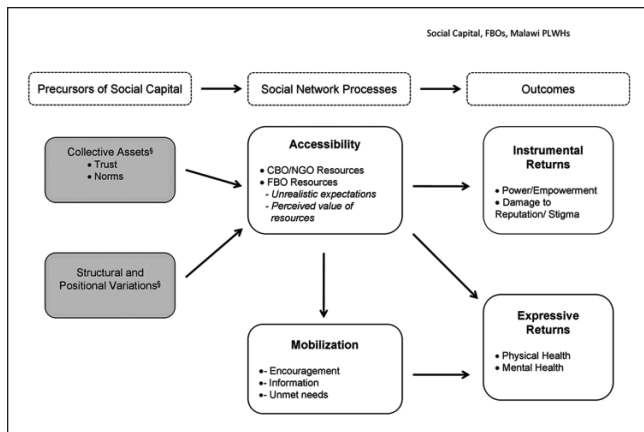 Social Capital, FBOs, Malawi PLWHs
Precursors of Social Capital
Social Network Processes
Outcomes
Collective Assets§
• Trust
• Norms
Accessibility
• CBO/NGO Resources
• FBO Resources
- Unrealistic expectations
- Perceived value of
resources
Instrumental
Returns
• Power/Empowerment
• Damage to
Reputation/ Stigma
Structural and
Positional Variations§
Mobilization
•- Encouragement
•- Information
•- Unmet needs
Expressive
Returns
• Physical Health
• Mental Health